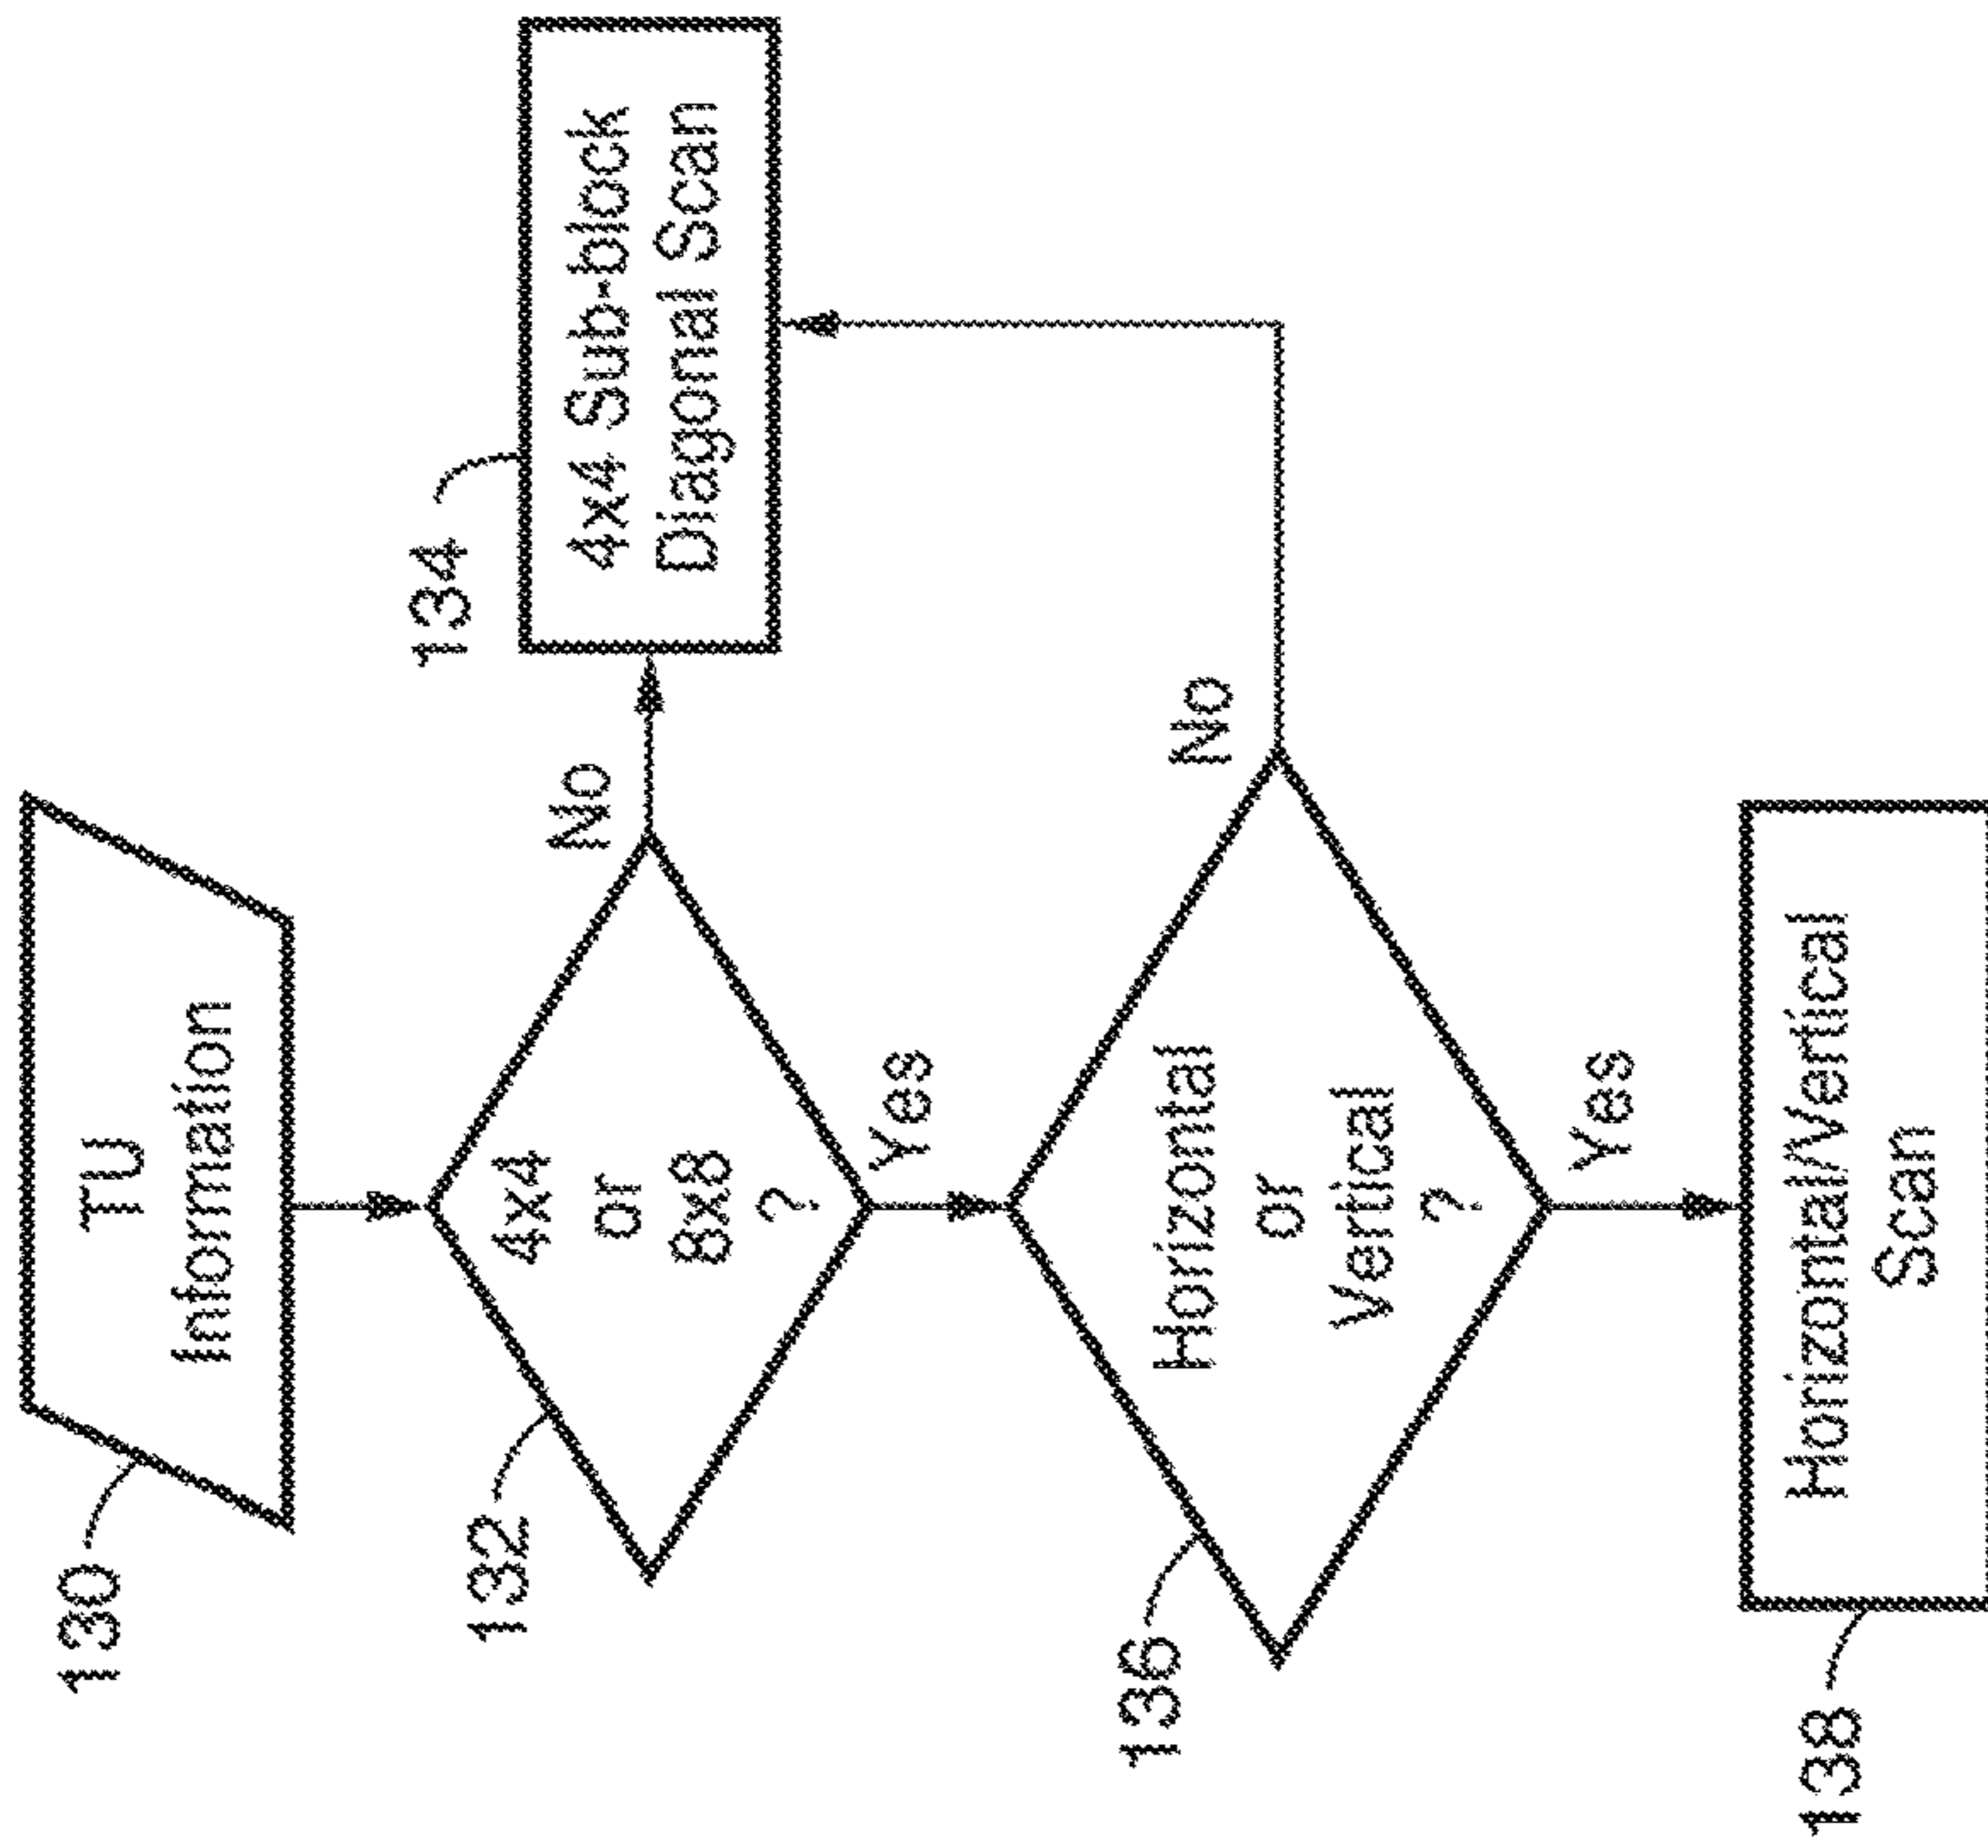 130
TU
Information
132
4x4
or
8x8
?
No
134
4x4 Sub-block
Diagonal Scan
Yes
136
Horizontal
or
Vertical
?
No
Yes
138
Horizontal/Vertical
Scan